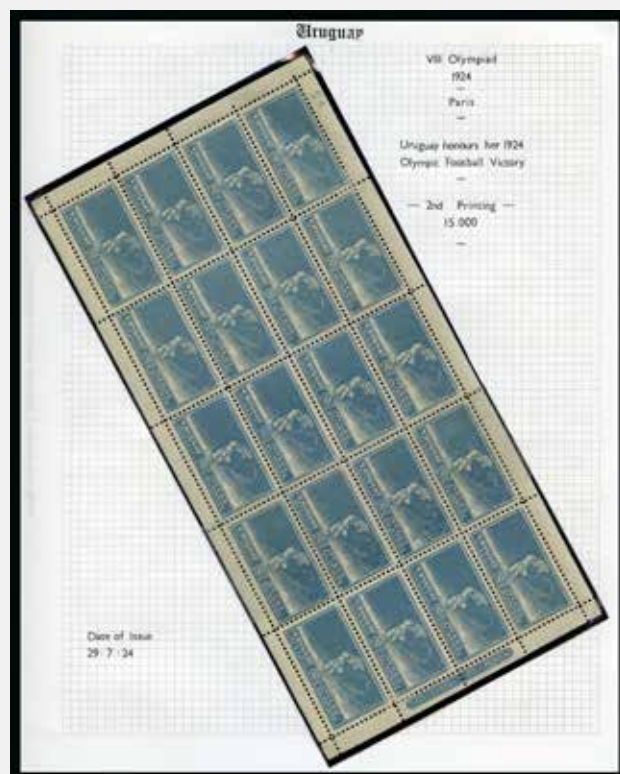 Uruguay
VIII Olympiad
1924
—
Paris
—
Uruguay honours her 1924
Olympic Football Victory
—
— 2nd Printing —
15.000
—
Date of Issue
29 · 7 · 24